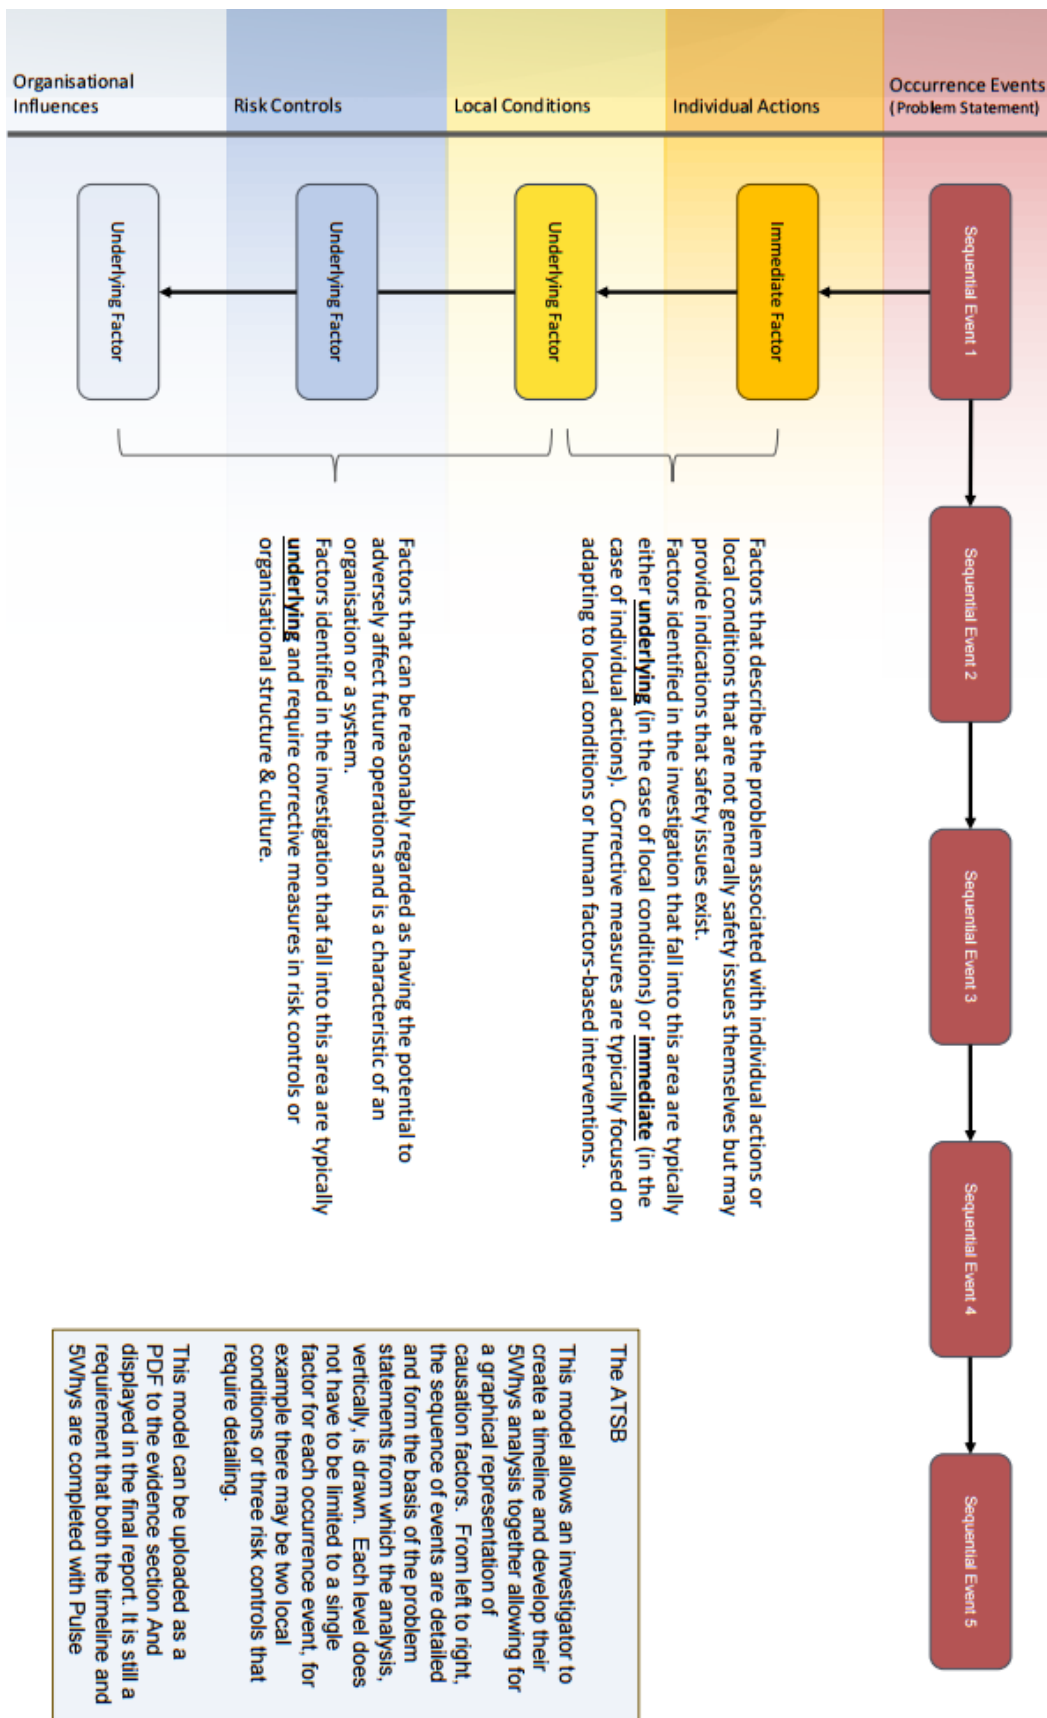 Occurrence Events
(Problem Statement)
Individual Actions
Local Conditions
Risk Controls
Organisational
Influences
Sequential Event 1
Sequential Event 2
Sequential Event 3
Sequential Event 4
Sequential Event 5
Immediate Factor
Underlying Factor
Underlying Factor
Underlying Factor
Factors that describe the problem associated with individual actions or
local conditions that are not generally safety issues themselves but may
provide indications that safety issues exist.
Factors identified in the investigation that fall into this area are typically
either underlying (in the case of local conditions) or immediate (in the
case of individual actions). Corrective measures are typically focused on
adapting to local conditions or human factors-based interventions.
Factors that can be reasonably regarded as having the potential to
adversely affect future operations and is a characteristic of an
organisation or a system.
Factors identified in the investigation that fall into this area are typically
underlying and require corrective measures in risk controls or
organisational structure & culture.
The ATSB
This model allows an investigator to
create a timeline and develop their
5Whys analysis together allowing for
a graphical representation of
causation factors. From left to right,
the sequence of events are detailed
and form the basis of the problem
statements from which the analysis,
vertically, is drawn. Each level does
not have to be limited to a single
factor for each occurrence event, for
example there may be two local
conditions or three risk controls that
require detailing.
This model can be uploaded as a
PDF to the evidence section And
displayed in the final report. It is still a
requirement that both the timeline and
5Whys are completed with Pulse